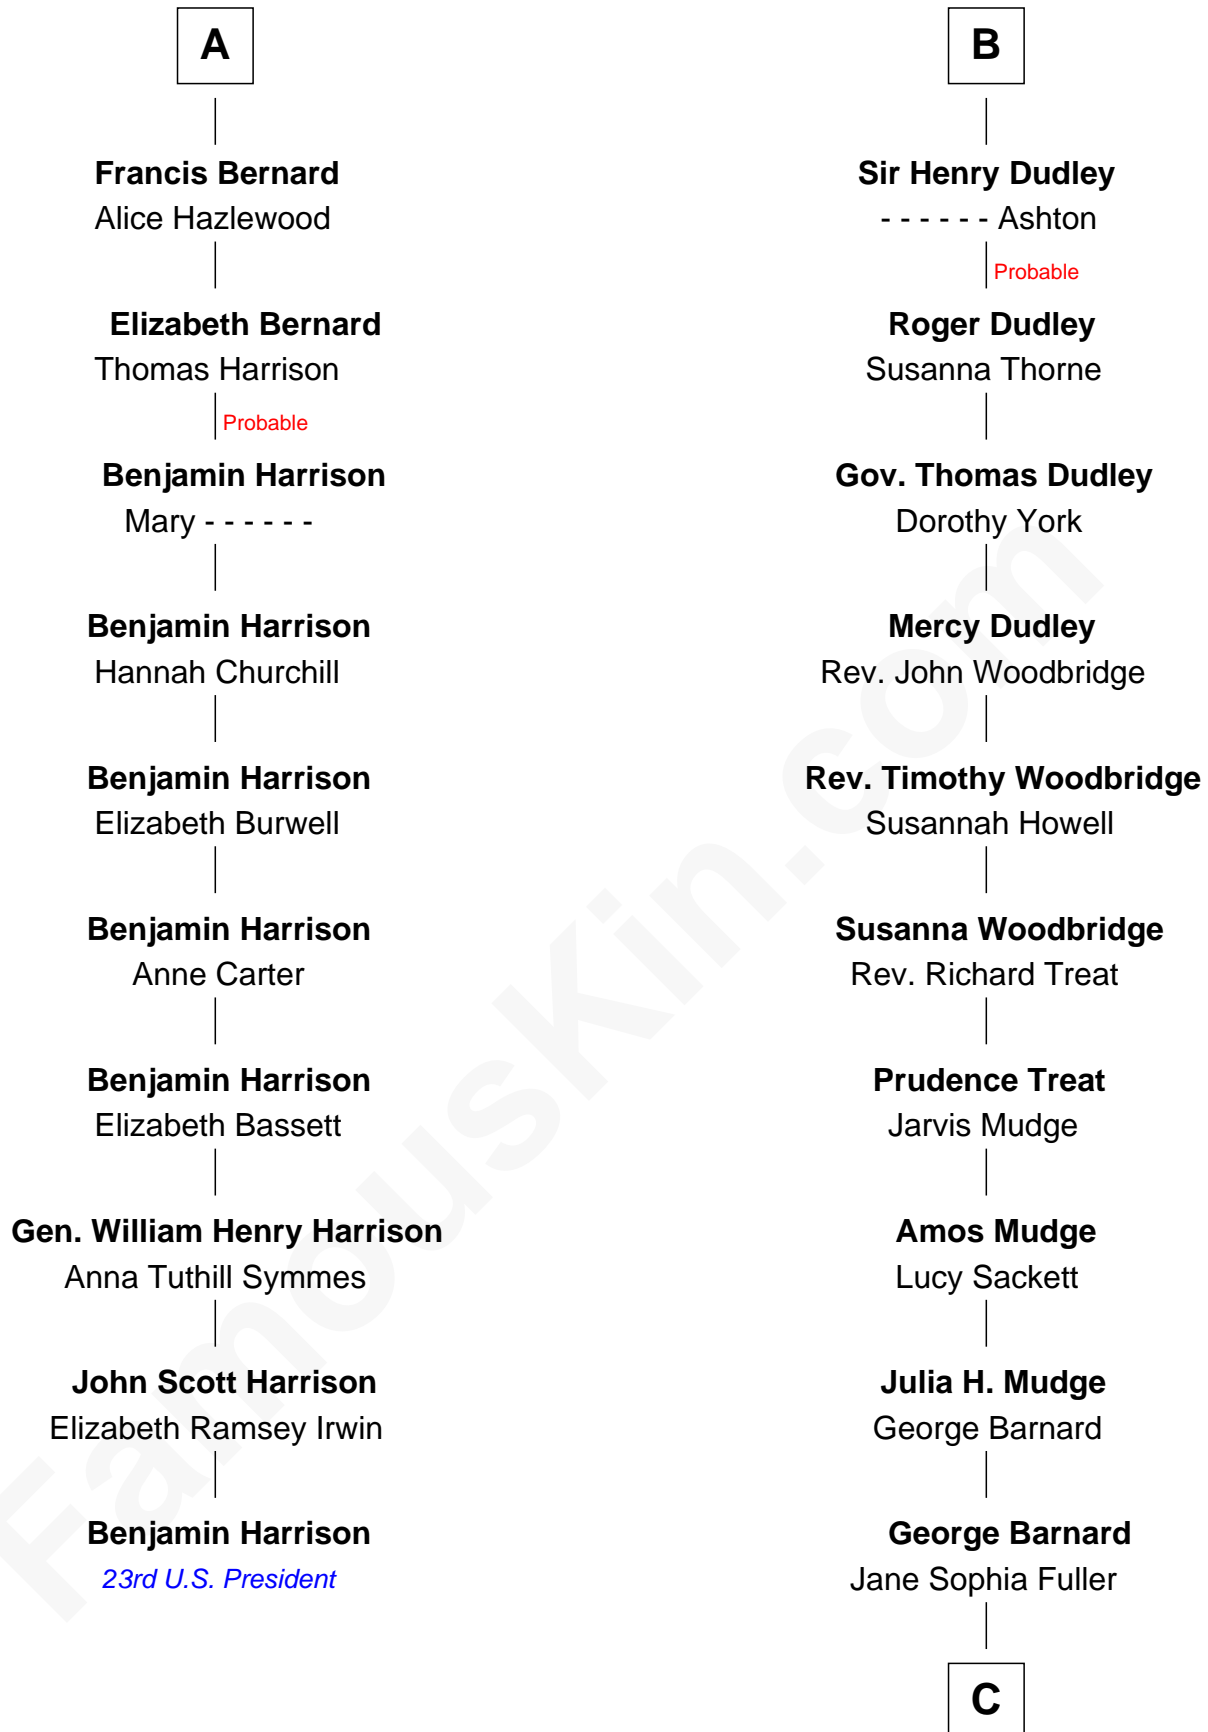 A
Francis Bernard
Alice Hazlewood
Elizabeth Bernard
Thomas Harrison
Probable
Benjamin Harrison
Mary - - - - - -
Benjamin Harrison
Hannah Churchill
Benjamin Harrison
Elizabeth Burwell
Benjamin Harrison
Anne Carter
Benjamin Harrison
Elizabeth Bassett
Gen. William Henry Harrison
Anna Tuthill Symmes
John Scott Harrison
Elizabeth Ramsey Irwin
Benjamin Harrison
23rd U.S. President
B
Sir Henry Dudley
- - - - - - Ashton
Probable
Roger Dudley
Susanna Thorne
Gov. Thomas Dudley
Dorothy York
Mercy Dudley
Rev. John Woodbridge
Rev. Timothy Woodbridge
Susannah Howell
Susanna Woodbridge
Rev. Richard Treat
Prudence Treat
Jarvis Mudge
Amos Mudge
Lucy Sackett
Julia H. Mudge
George Barnard
George Barnard
Jane Sophia Fuller
C
FamousKin.com